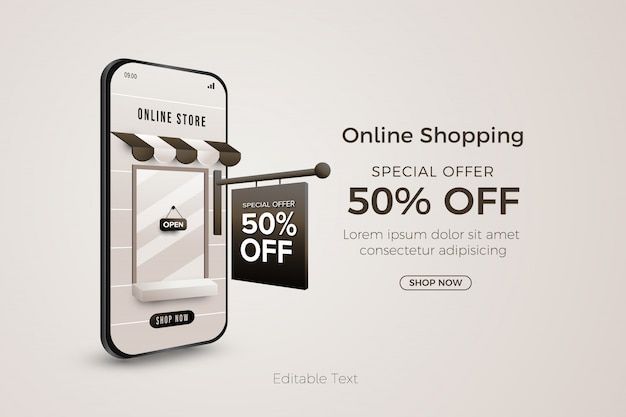 09.00
ONLINE STORE
OPEN
SHOP NOW
SPECIAL OFFER
50%
OFF
Online Shopping
SPECIAL OFFER
50% OFF
Lorem ipsum dolor sit amet,
consectetur adipisicing
SHOP NOW
Editable Text